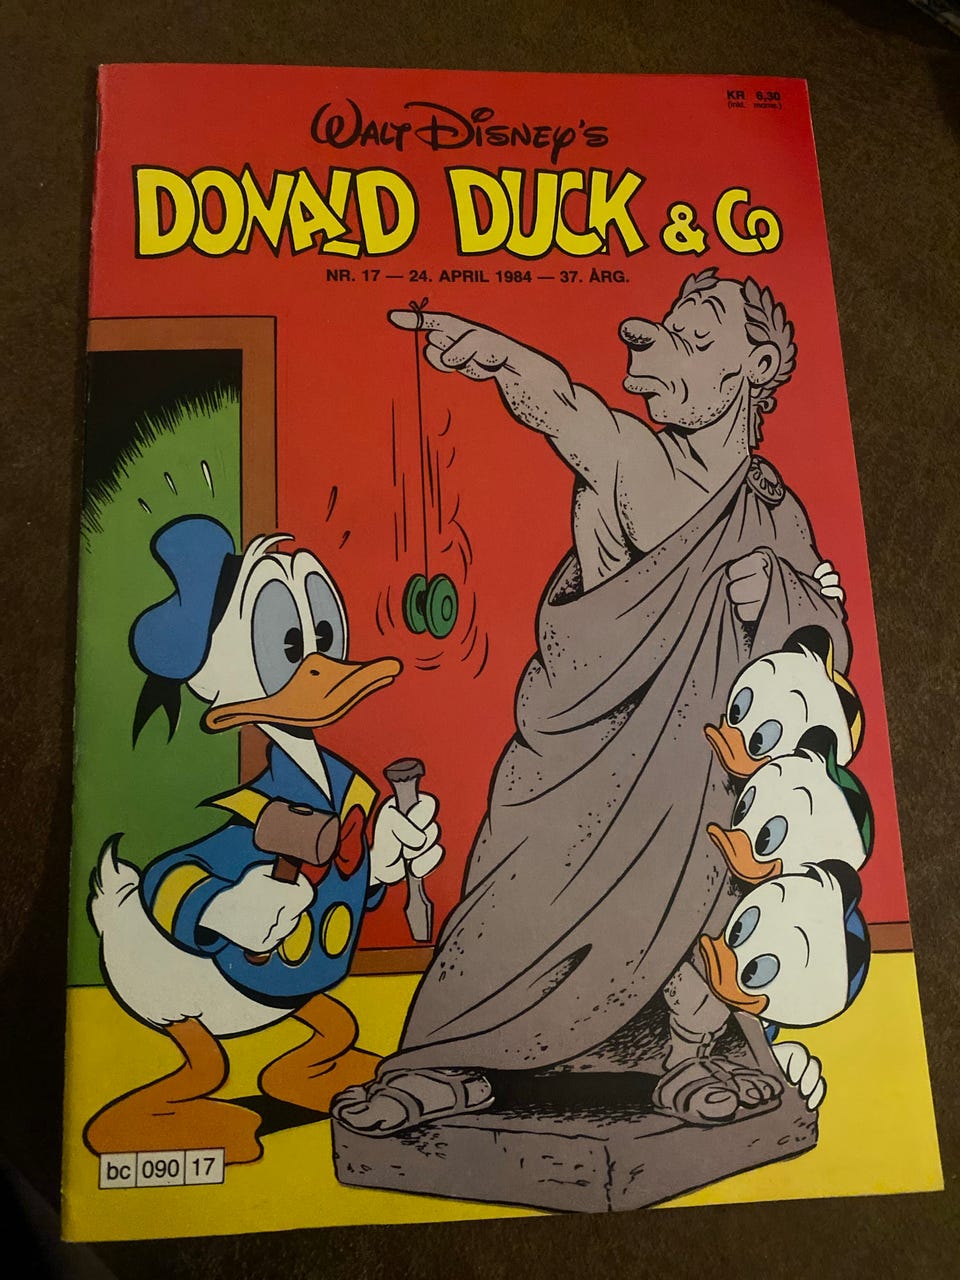 KR 6,30
(inkl. moms.)
WALT DISNEY'S
DONALD DUCK & Co
NR. 17 — 24. APRIL 1984 — 37. ÅRG.
bc 090 17